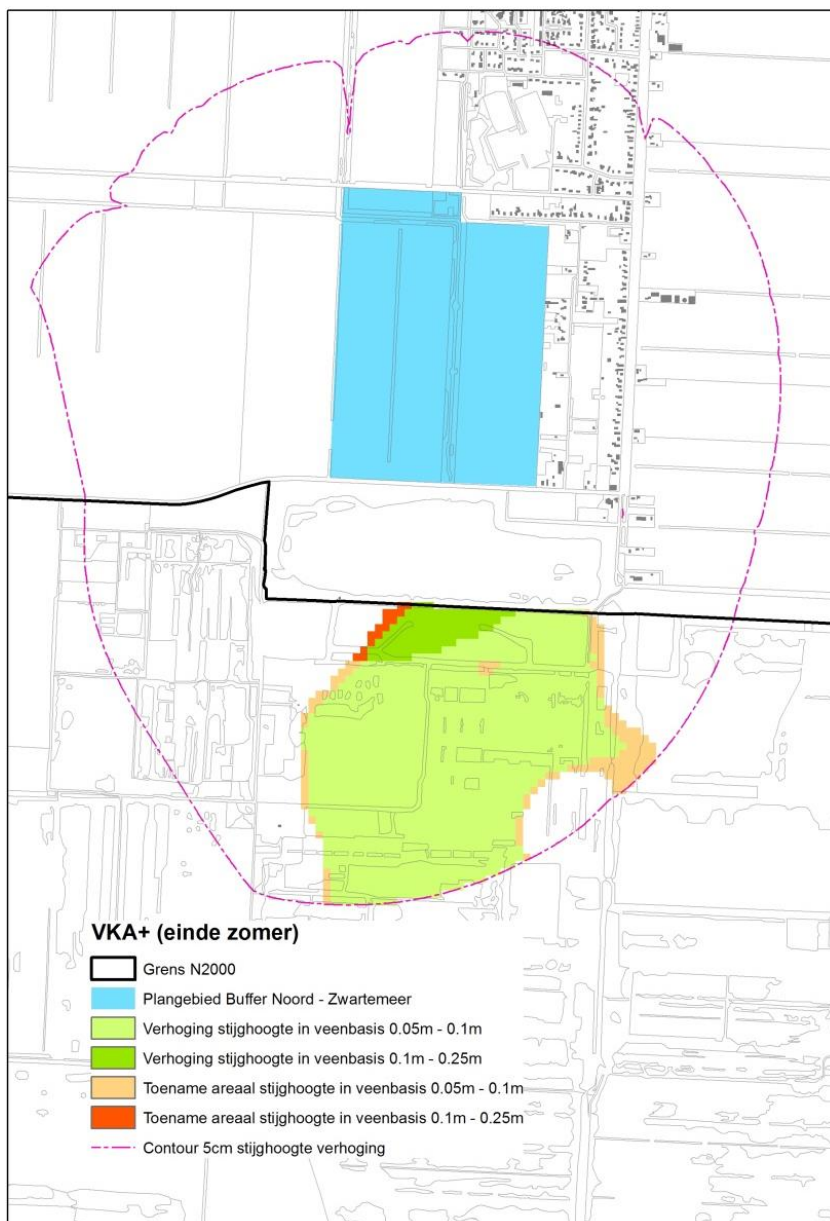 VKA+ (einde zomer)
Grens N2000
Plangebied Buffer Noord - Zwartemeer
Verhoging stijghoogte in veenbasis 0.05m - 0.1m
Verhoging stijghoogte in veenbasis 0.1m - 0.25m
Toename areaal stijghoogte in veenbasis 0.05m - 0.1m
Toename areaal stijghoogte in veenbasis 0.1m - 0.25m
Contour 5cm stijghoogte verhoging